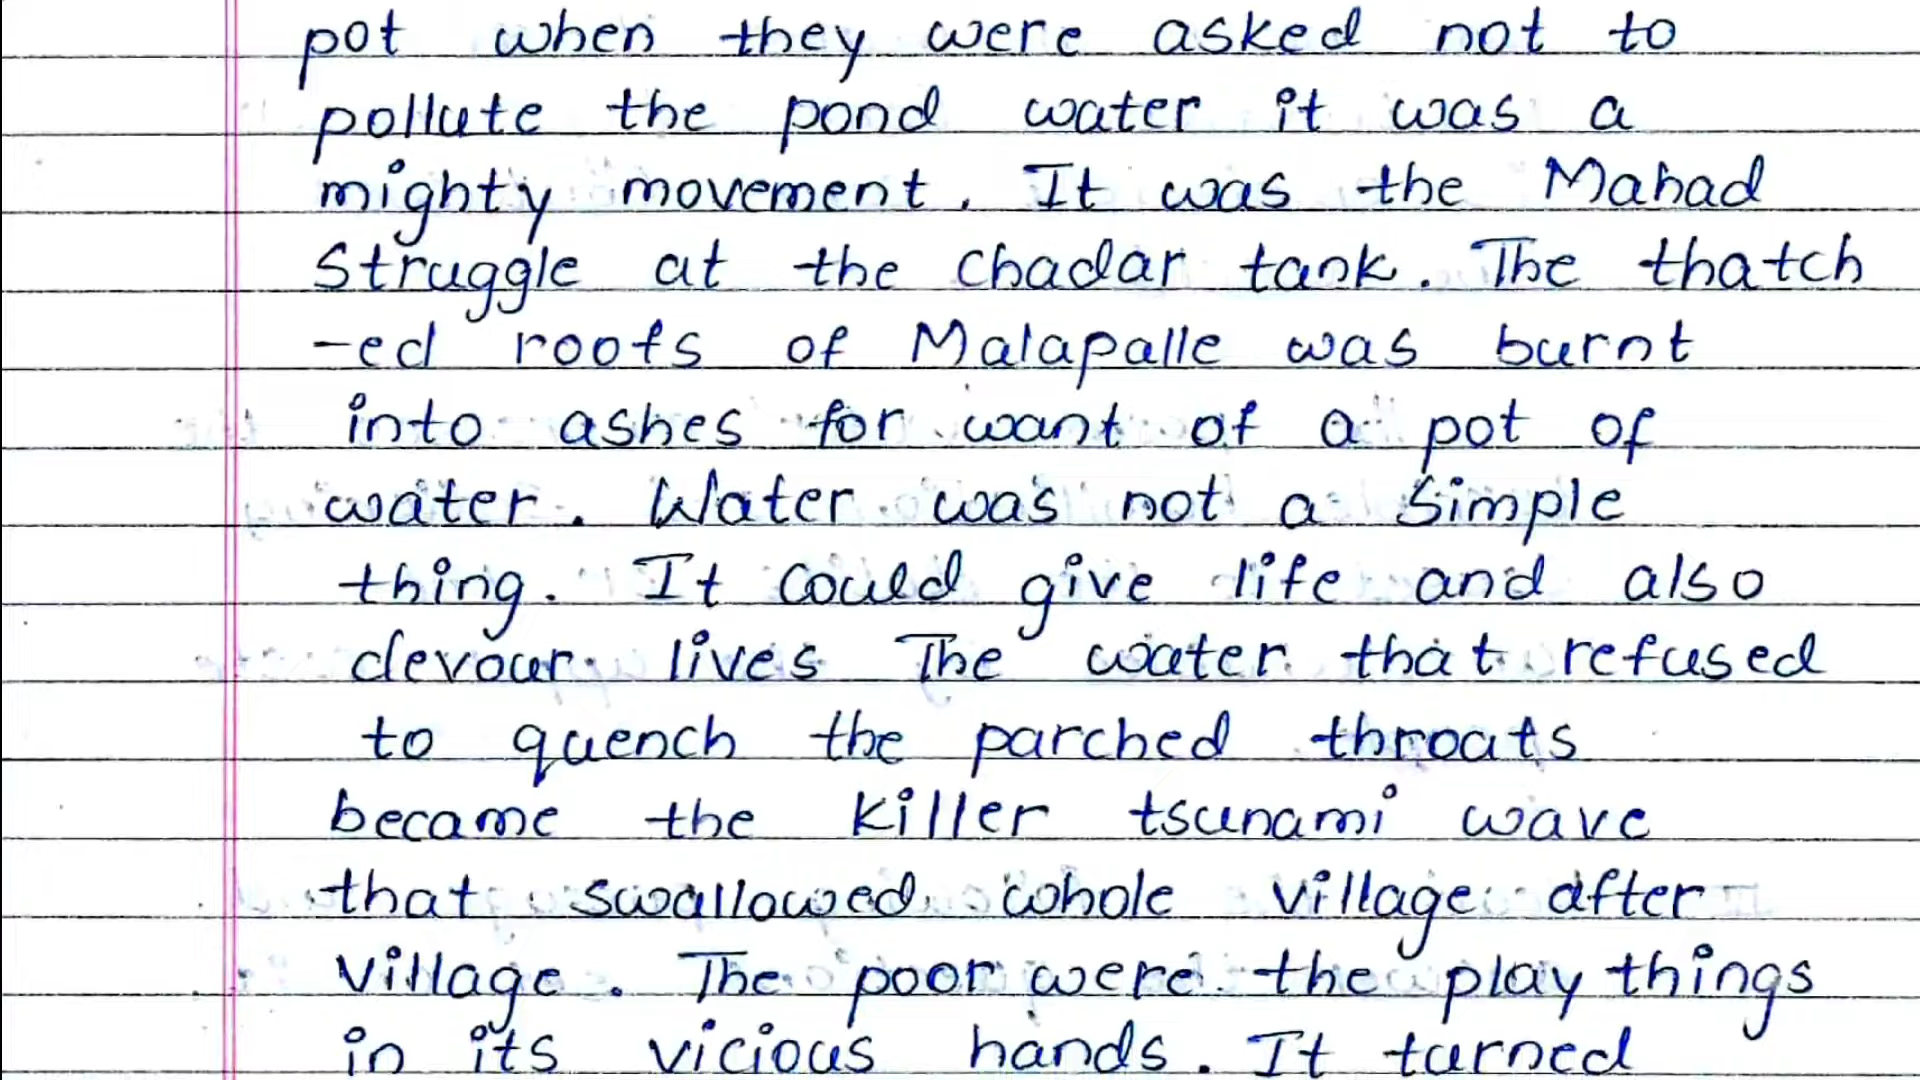 pot when they were asked not to
pollute the pond water it was a
mighty movement. It was the Mahad
Struggle at the Chadar tank. The thatch
-ed roofs of Malapalle was burnt
into ashes for want of a pot of
water. Water was not a Simple
thing. It could give life and also
devour lives The water that refused
to quench the parched throats
became the killer tsunami wave
that swallowed whole village after
village. The poor were the play things
in its vicious hands. It turned